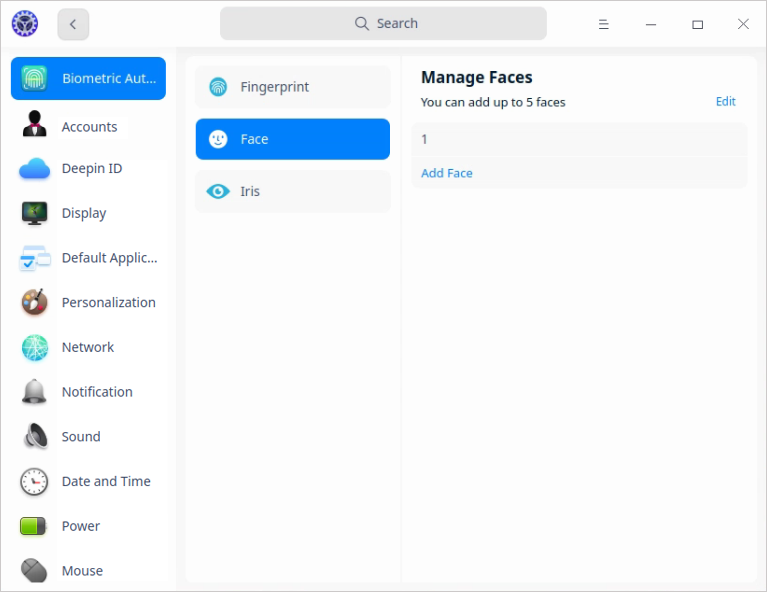 Search
Biometric Aut...
Accounts
Deepin ID
Display
Default Applic...
Personalization
Network
Notification
Sound
Date and Time
Power
Mouse
Fingerprint
Face
Iris
Manage Faces
You can add up to 5 faces
Edit
1
Add Face